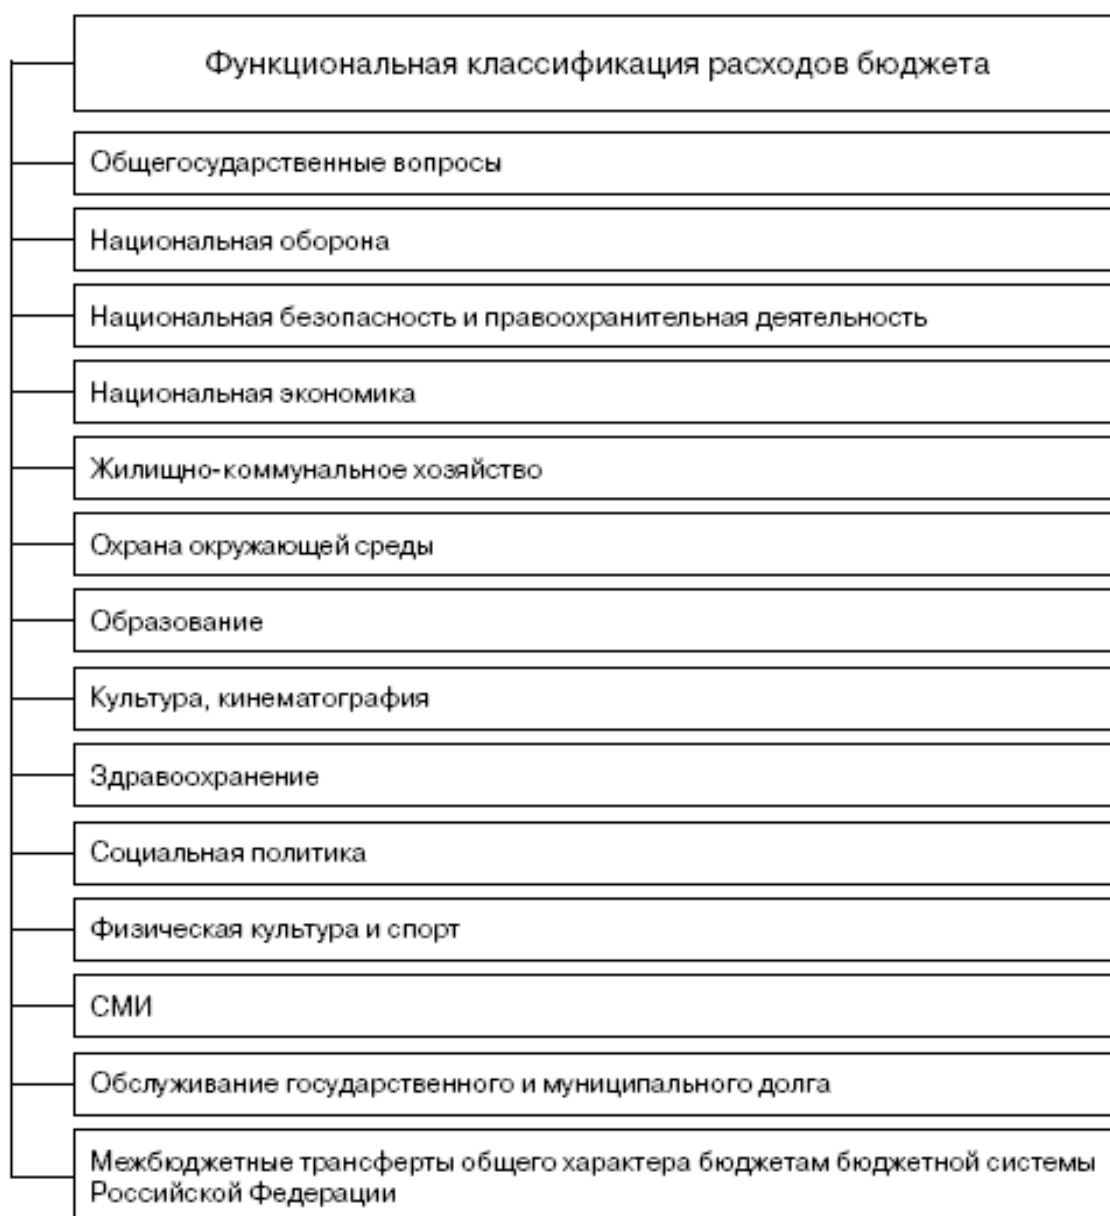 Функциональная классификация расходов бюджета
Общегосударственные вопросы
Национальная оборона
Национальная безопасность и правоохранительная деятельность
Национальная экономика
Жилищно-коммунальное хозяйство
Охрана окружающей среды
Образование
Культура, кинематография
Здравоохранение
Социальная политика
Физическая культура и спорт
СМИ
Обслуживание государственного и муниципального долга
Межбюджетные трансферты общего характера бюджетам бюджетной системы
Российской Федерации